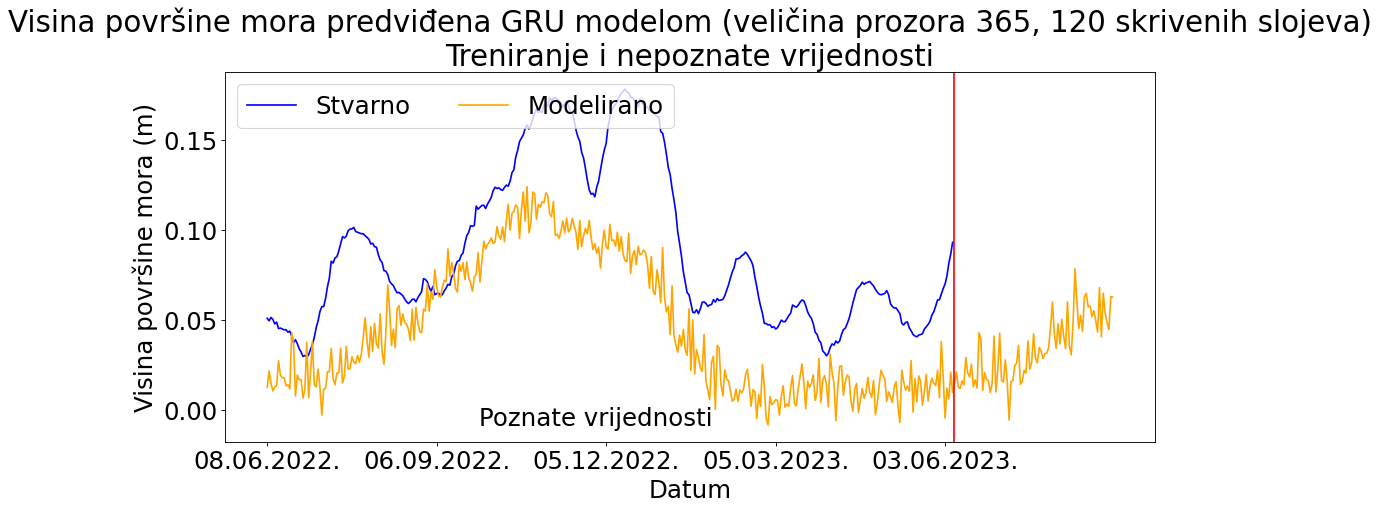 Visina površine mora predviđena GRU modelom (veličina prozora 365, 120 skrivenih slojeva)
Treniranje i nepoznate vrijednosti
Stvarno
Modelirano
Visina površine mora (m)
0.15
0.10
0.05
0.00
Poznate vrijednosti
08.06.2022.
06.09.2022.
05.12.2022.
05.03.2023.
03.06.2023.
Datum